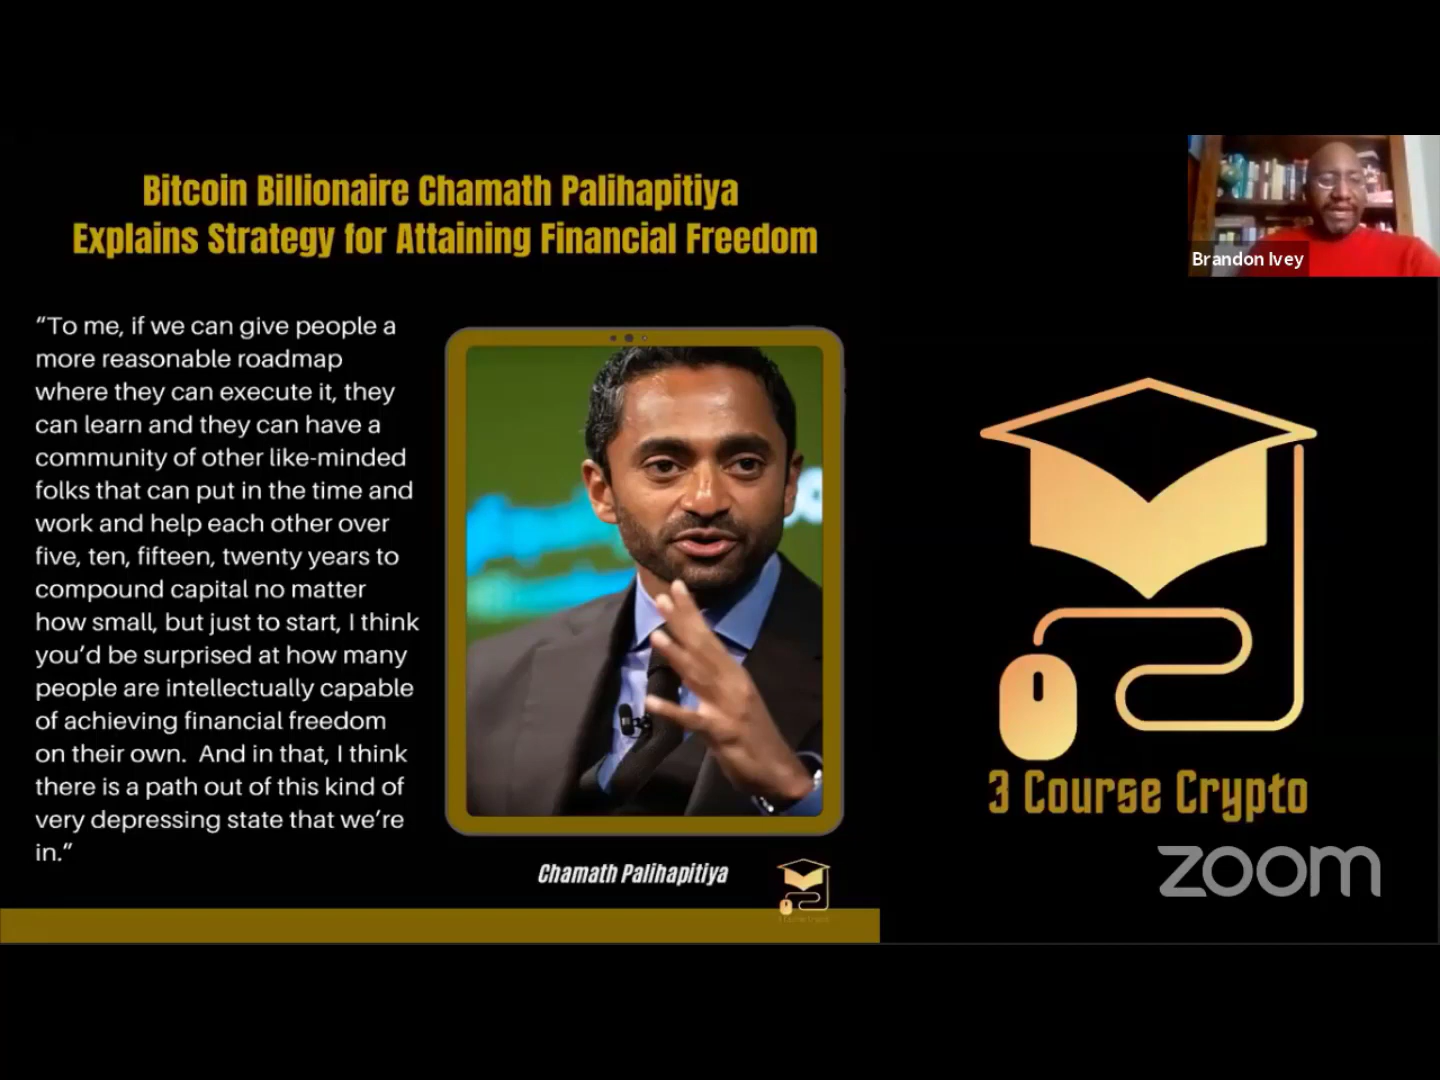 Bitcoin Billionaire Chamath Palihapitiya
Explains Strategy for Attaining Financial Freedom
Brandon Ivey
“To me, if we can give people a
more reasonable roadmap
where they can execute it, they
can learn and they can have a
community of other like-minded
folks that can put in the time and
work and help each other over
five, ten, fifteen, twenty years to
compound capital no matter
how small, but just to start, I think
you’d be surprised at how many
people are intellectually capable
of achieving financial freedom
on their own.  And in that, I think
there is a path out of this kind of
very depressing state that we’re
in.”
Chamath Palihapitiya
3 Course Crypto
zoom